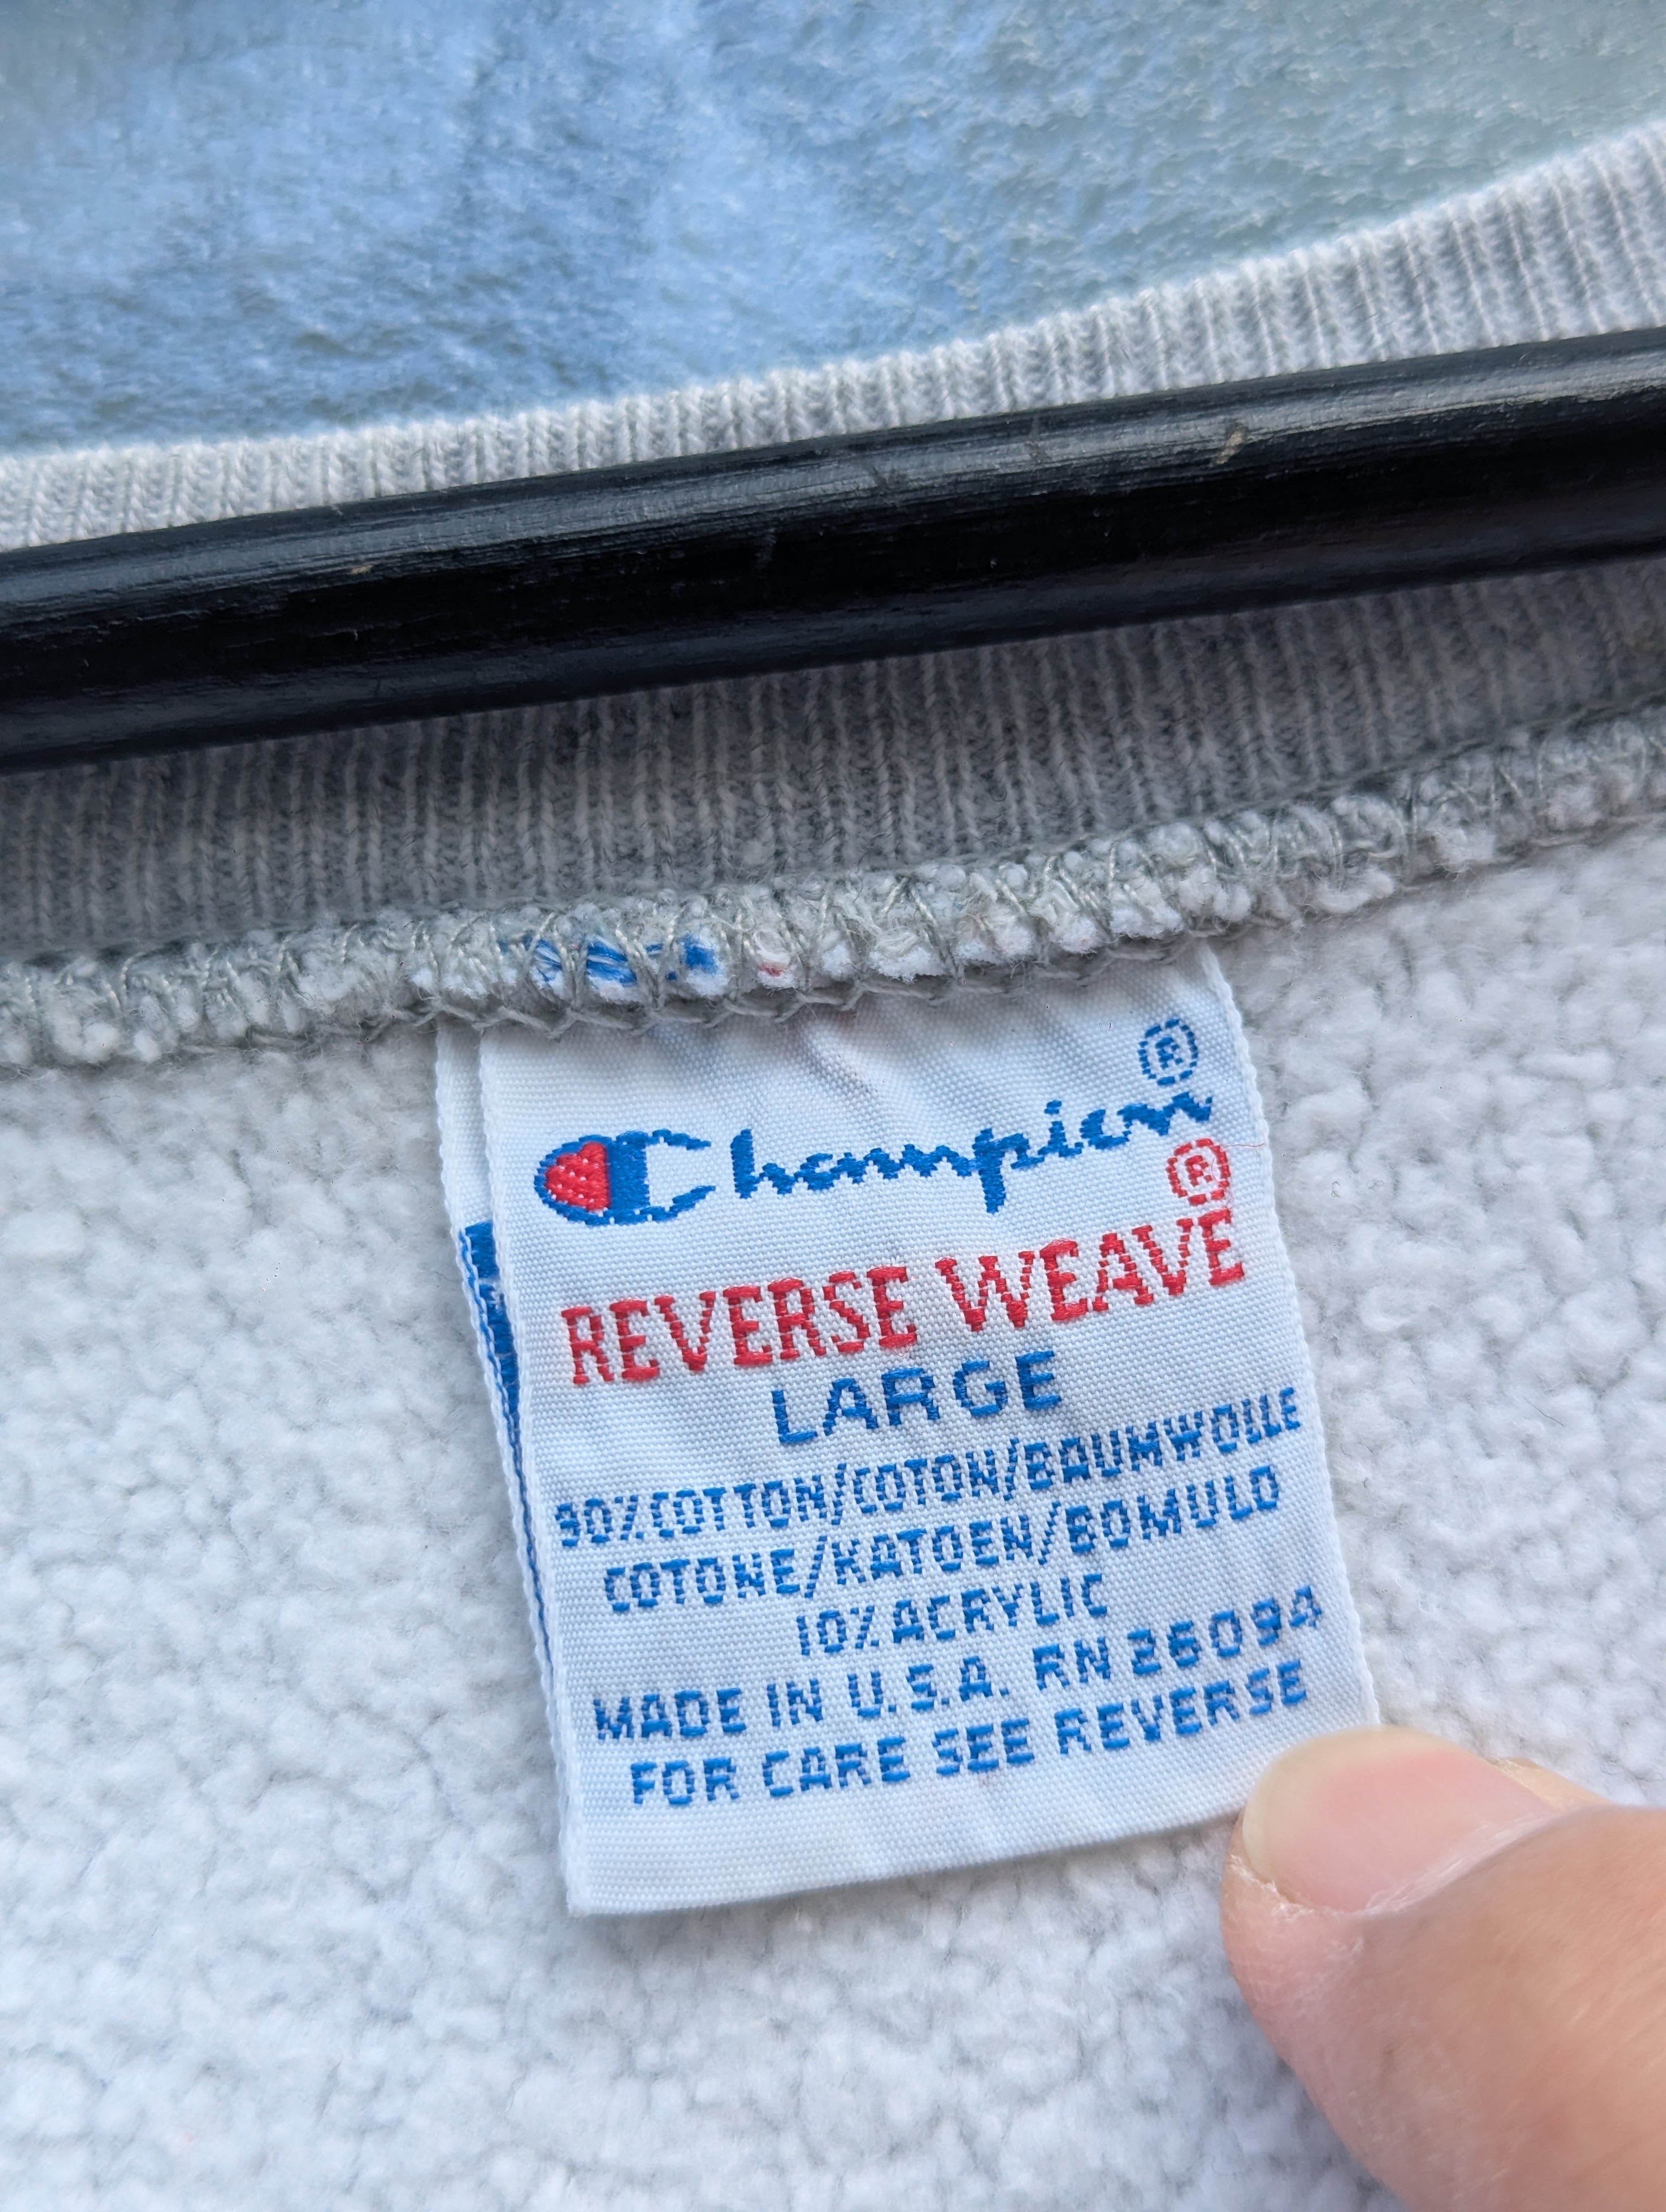 ®
Champion
®
REVERSE WEAVE
LARGE
90%COTTON/COTON/BAUMWOLLE
COTONE/KATOEN/BOMULD
10%ACRYLIC
MADE IN U.S.A. RN 26094
FOR CARE SEE REVERSE